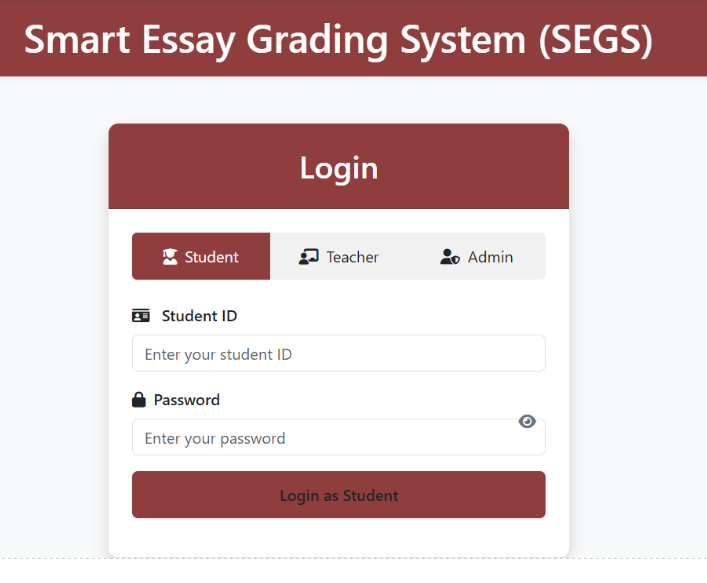 Smart Essay Grading System (SEGS)
Login
Student Teacher Admin
Student ID
Enter your student ID
Password
Enter your password
Login as Student